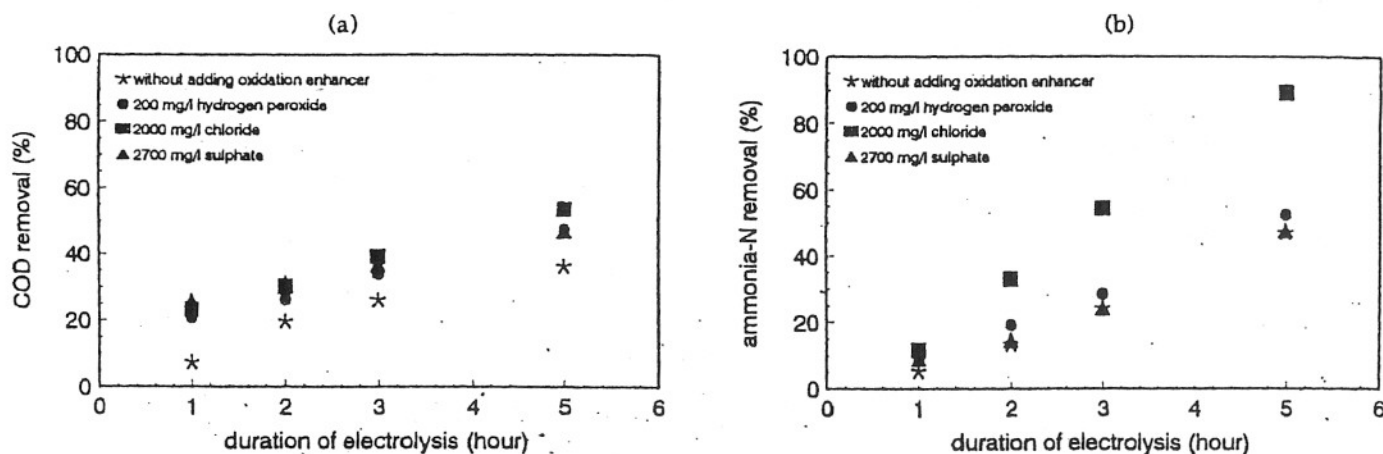 (a)
100
80
60
40
20
0
COD removal (%)
★ without adding oxidation enhancer
● 200 mg/l hydrogen peroxide
■ 2000 mg/l chloride
▲ 2700 mg/l sulphate
0 1 2 3 4 5 6
duration of electrolysis (hour)
(b)
100
80
60
40
20
0
ammonia-N removal (%)
★ without adding oxidation enhancer
● 200 mg/l hydrogen peroxide
■ 2000 mg/l chloride
▲ 2700 mg/l sulphate
0 1 2 3 4 5 6
duration of electrolysis (hour)